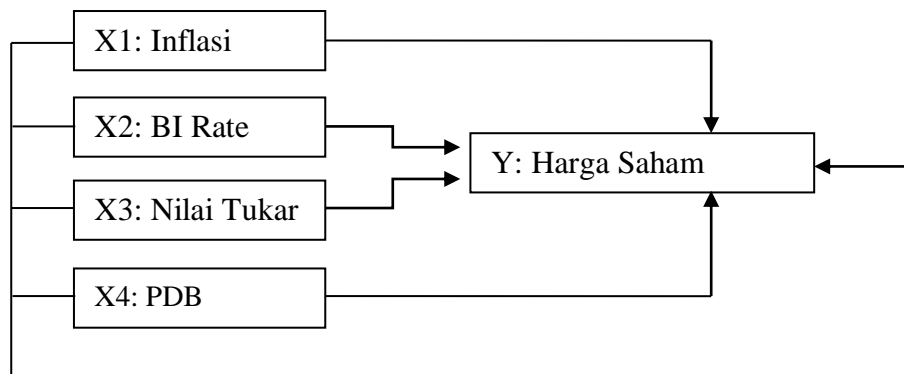 X1: Inflasi
X2: BI Rate
Y: Harga Saham
X3: Nilai Tukar
X4: PDB